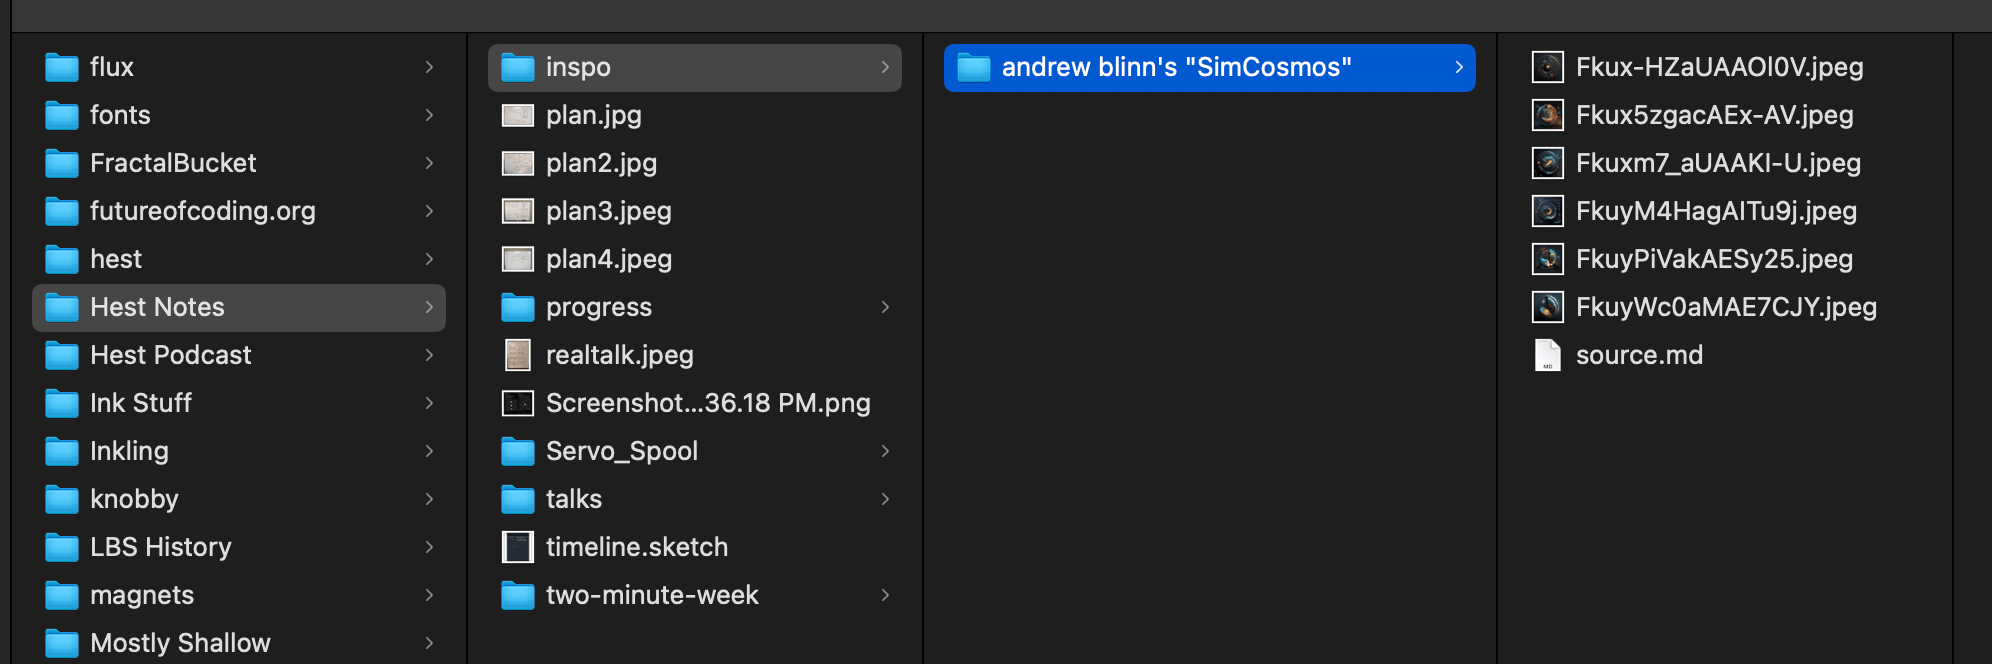 flux
fonts
FractalBucket
futureofcoding.org
hest
Hest Notes
Hest Podcast
Ink Stuff
Inkling
knobby
LBS History
magnets
Mostly Shallow
inspo
plan.jpg
plan2.jpg
plan3.jpeg
plan4.jpeg
progress
realtalk.jpeg
Screenshot...36.18 PM.png
Servo_Spool
talks
timeline.sketch
two-minute-week
andrew blinn's "SimCosmos"
Fkux-HZaUAAOl0V.jpeg
Fkux5zgacAEx-AV.jpeg
Fkuxm7_aUAAKI-U.jpeg
FkuyM4HagAITu9j.jpeg
FkuyPiVakAESy25.jpeg
FkuyWc0aMAE7CJY.jpeg
MD
source.md